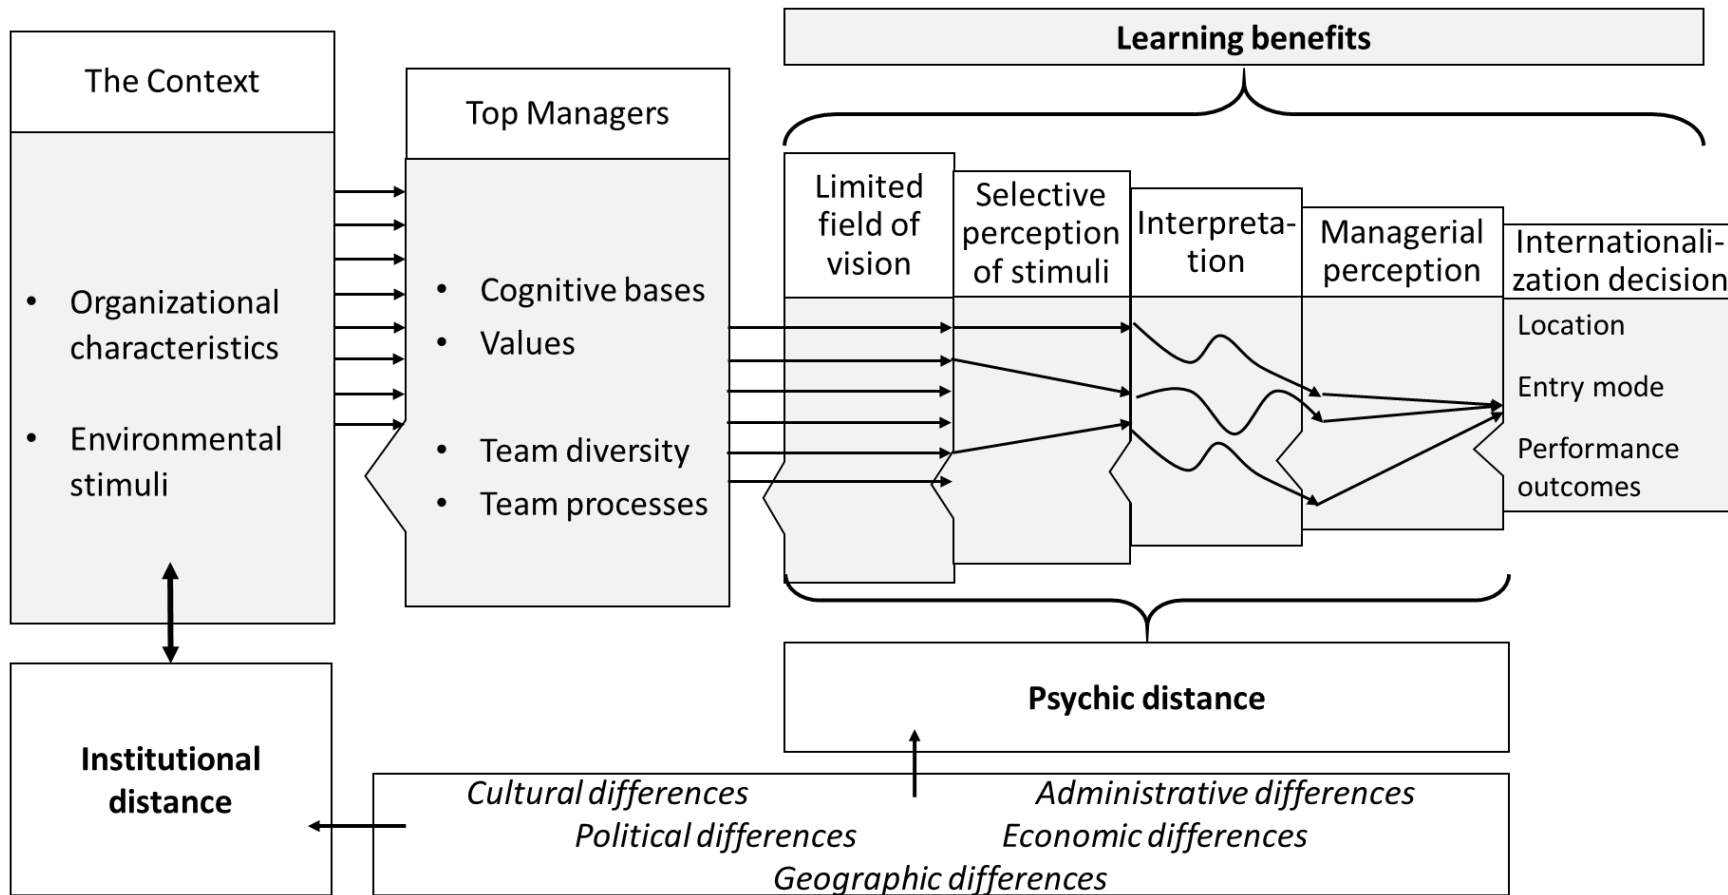 Learning benefits
The Context
Top Managers
Limited
field of
vision
Selective
perception
of stimuli
Interpreta-
tion
Managerial
perception
Internationali-
zation decision
• Organizational
characteristics
• Environmental
stimuli
• Cognitive bases
• Values
• Team diversity
• Team processes
Location
Entry mode
Performance
outcomes
Psychic distance
Institutional
distance
Cultural differences
Administrative differences
Political differences
Economic differences
Geographic differences